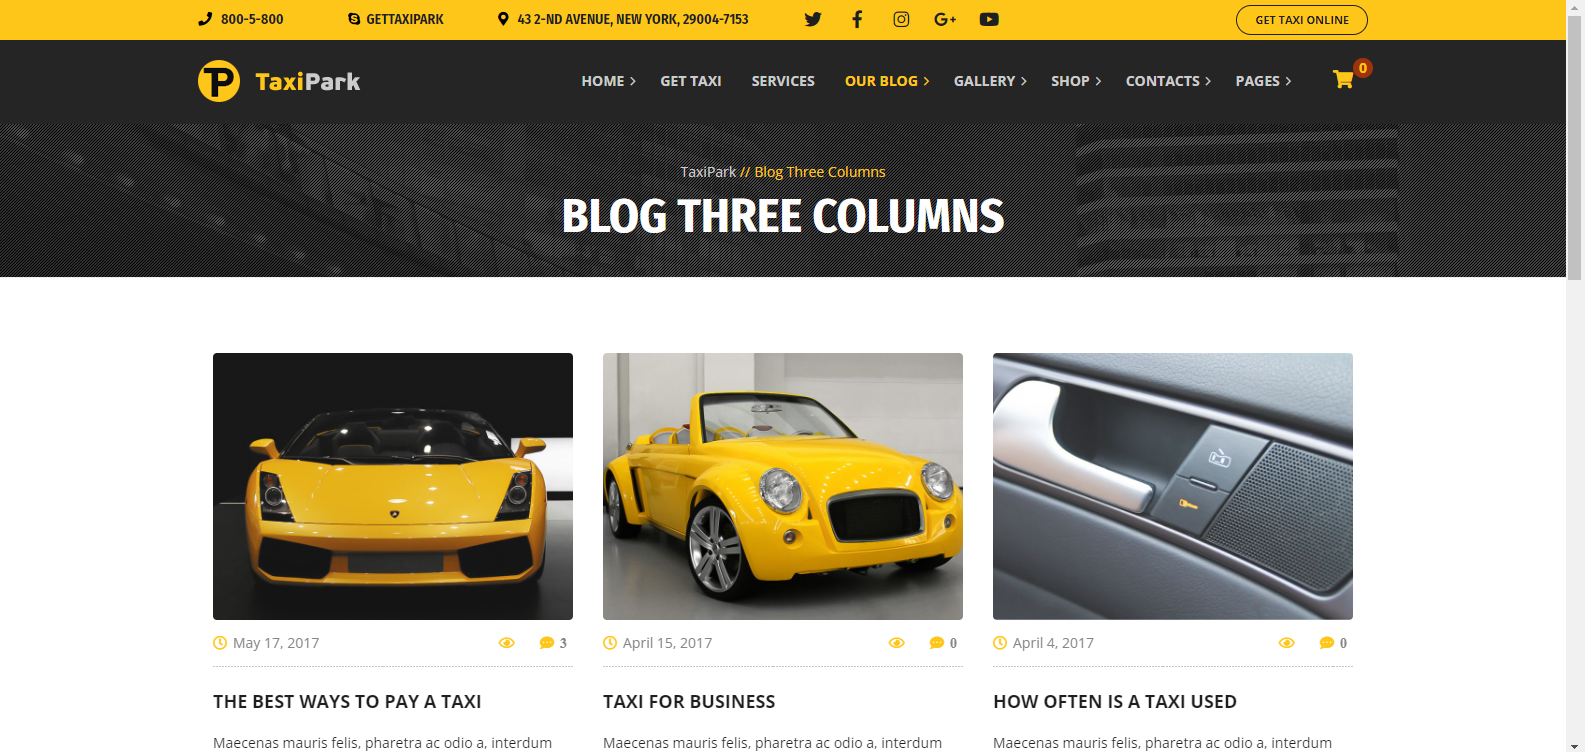 800-5-800 GETTAXIPARK 43 2-ND AVENUE, NEW YORK, 29004-7153 GET TAXI ONLINE
TaxiPark HOME GET TAXI SERVICES OUR BLOG GALLERY SHOP CONTACTS PAGES 0
TaxiPark // Blog Three Columns
BLOG THREE COLUMNS
May 17, 2017 3 April 15, 2017 0 April 4, 2017 0
THE BEST WAYS TO PAY A TAXI TAXI FOR BUSINESS HOW OFTEN IS A TAXI USED
Maecenas mauris felis, pharetra ac odio a, interdum Maecenas mauris felis, pharetra ac odio a, interdum Maecenas mauris felis, pharetra ac odio a, interdum